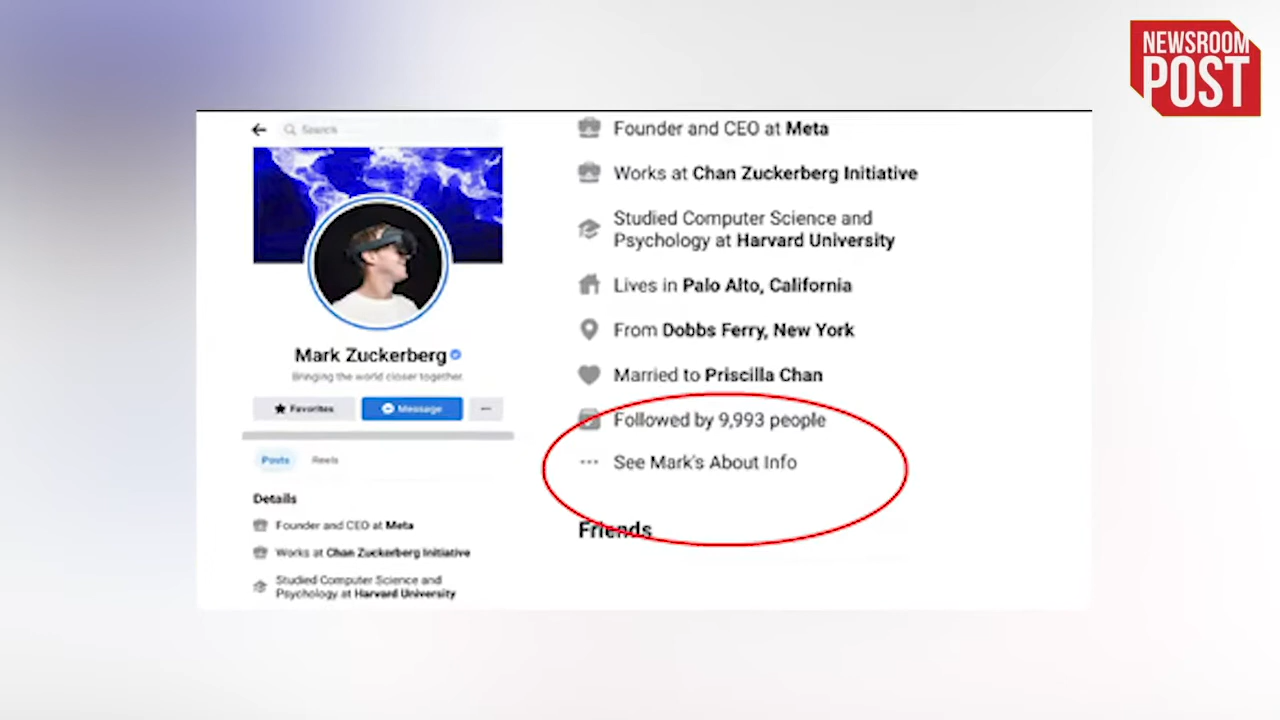 NEWSROOM
POST
Search
Mark Zuckerberg
Bringing the world closer together.
Favorites
Message
Posts
Reels
Details
Founder and CEO at Meta
Works at Chan Zuckerberg Initiative
Studied Computer Science and
Psychology at Harvard University
Founder and CEO at Meta
Works at Chan Zuckerberg Initiative
Studied Computer Science and
Psychology at Harvard University
Lives in Palo Alto, California
From Dobbs Ferry, New York
Married to Priscilla Chan
Followed by 9,993 people
... See Mark's About Info
Friends